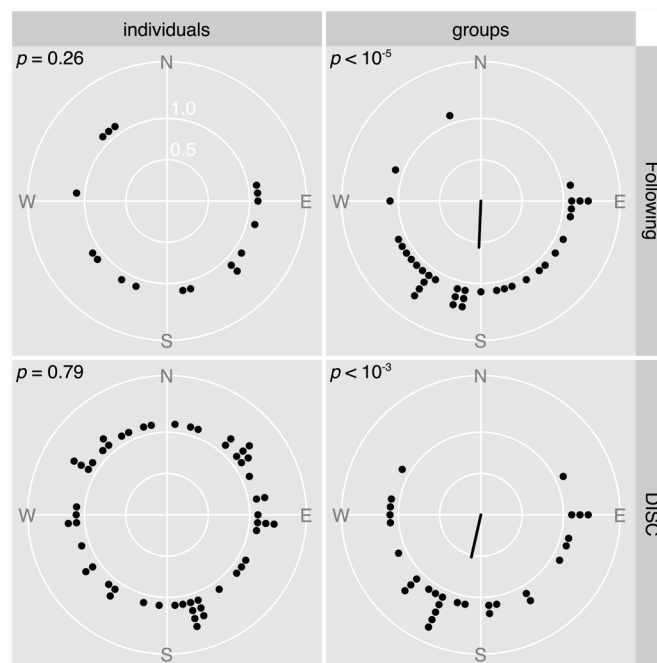 individuals
groups
p = 0.26
N
1.0
0.5
W
E
S
p < 10-5
N
W
E
S
Following
p = 0.79
N
W
E
S
p < 10-3
N
W
E
S
DISC